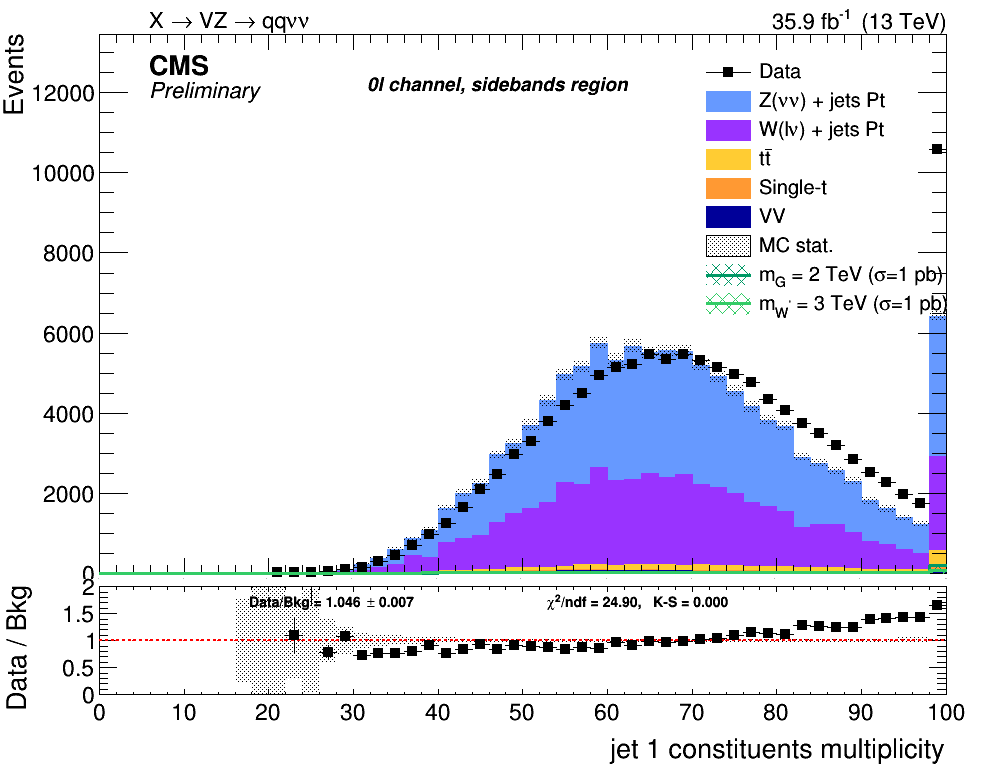 X → VZ → qqνν
35.9 fb⁻¹ (13 TeV)
Events
CMS
Preliminary
0l channel, sidebands region
Data
Z(νν) + jets Pt
W(lν) + jets Pt
tt̄
Single-t
VV
MC stat.
m_G = 2 TeV (σ=1 pb)
m_W' = 3 TeV (σ=1 pb)
12000
10000
8000
6000
4000
2000
0
Data / Bkg
2
1.5
1
0.5
0
Data/Bkg = 1.046 ± 0.007
χ²/ndf = 24.90, K-S = 0.000
0 10 20 30 40 50 60 70 80 90 100
jet 1 constituents multiplicity